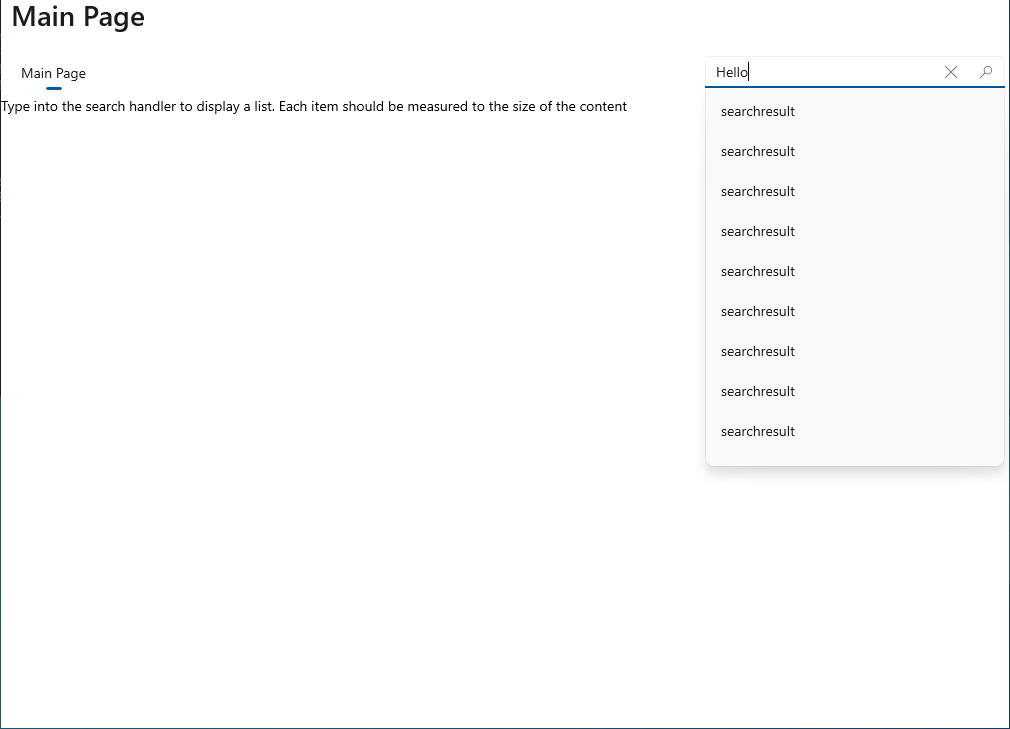 Main Page
Main Page
Hello
Type into the search handler to display a list. Each item should be measured to the size of the content
searchresult
searchresult
searchresult
searchresult
searchresult
searchresult
searchresult
searchresult
searchresult